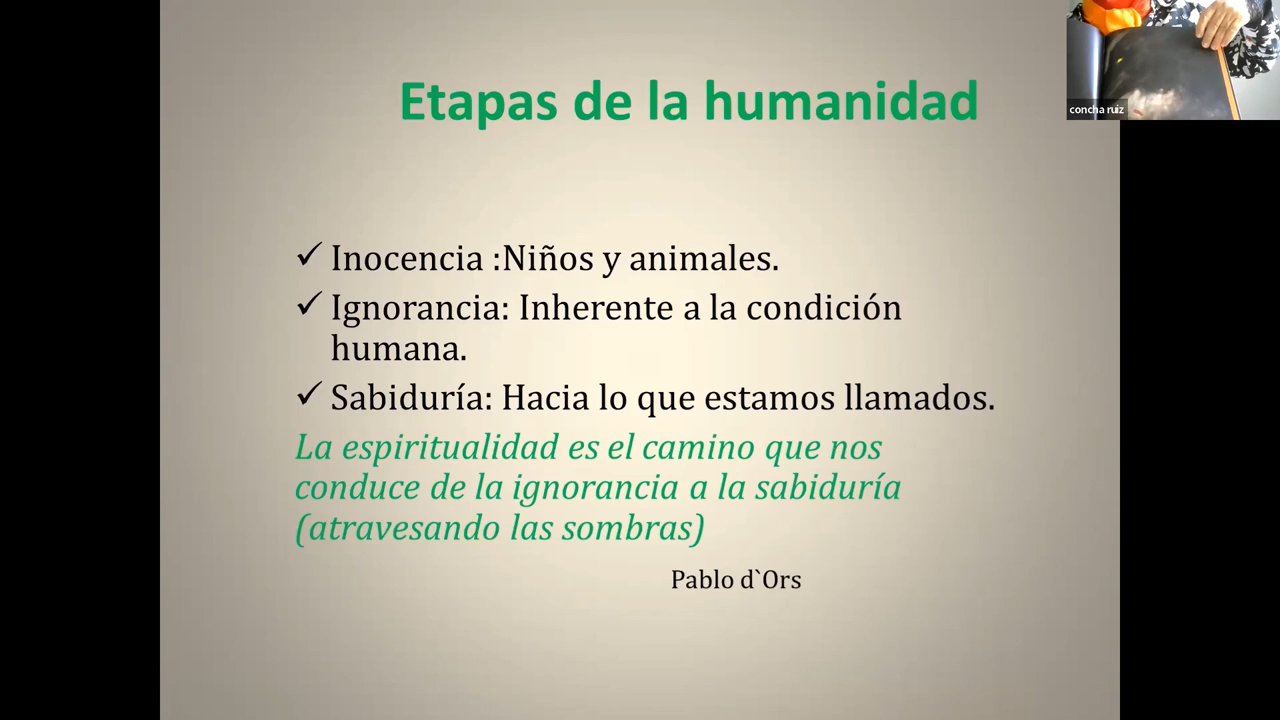 Etapas de la humanidad
concha ruiz
✓ Inocencia :Niños y animales.
✓ Ignorancia: Inherente a la condición
humana.
✓ Sabiduría: Hacia lo que estamos llamados.
La espiritualidad es el camino que nos
conduce de la ignorancia a la sabiduría
(atravesando las sombras)
Pablo d`Ors